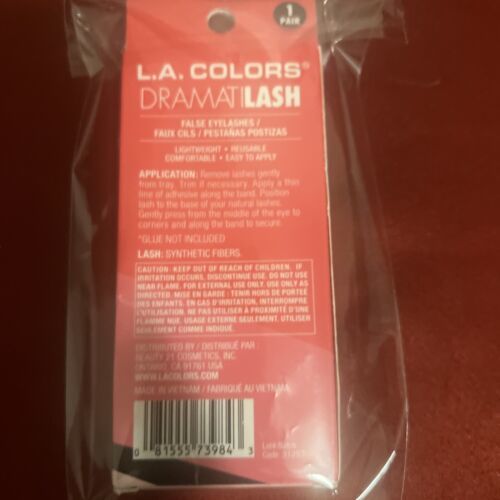 1
PAIR
L.A. COLORS®
DRAMATILASH
FALSE EYELASHES /
FAUX CILS / PESTAÑAS POSTIZAS
LIGHTWEIGHT • REUSABLE
COMFORTABLE • EASY TO APPLY
APPLICATION: Remove lashes gently
from tray. Trim if necessary. Apply a thin
line of adhesive along the band. Position
lash to the base of your natural lashes.
Gently press from the middle of the eye to
corners and along the band to secure.
*GLUE NOT INCLUDED
LASH: SYNTHETIC FIBERS.
CAUTION: KEEP OUT OF REACH OF CHILDREN. IF
IRRITATION OCCURS, DISCONTINUE USE. DO NOT USE
NEAR FLAME. FOR EXTERNAL USE ONLY. USE ONLY AS
DIRECTED. MISE EN GARDE : TENIR HORS DE PORTÉE
DES ENFANTS. EN CAS D'IRRITATION, INTERROMPRE
L'UTILISATION. NE PAS UTILISER À PROXIMITÉ D'UNE
FLAMME NUE. USAGE EXTERNE SEULEMENT. UTILISER
SEULEMENT COMME INDIQUÉ.
DISTRIBUTED BY / DISTRIBUÉ PAR :
BEAUTY 21 COSMETICS, INC.
ONTARIO, CA 91761 USA
WWW.LACOLORS.COM
MADE IN VIETNAM / FABRIQUÉ AU VIETNAM
0 81555 73984 3
Code